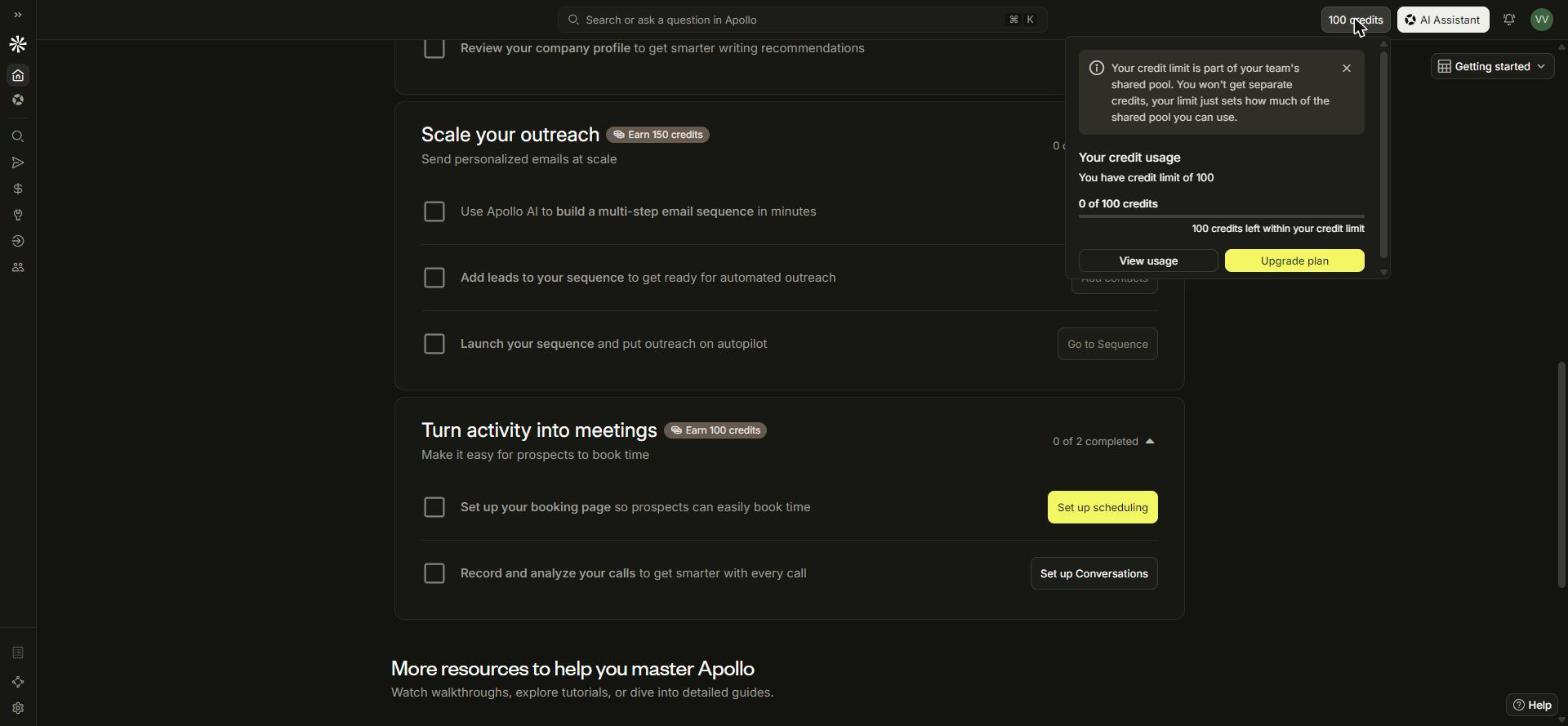 Search or ask a question in Apollo
⌘ K
100 credits
AI Assistant
VV
Getting started
Review your company profile to get smarter writing recommendations
Your credit limit is part of your team's
shared pool. You won't get separate
credits, your limit just sets how much of the
shared pool you can use.
Your credit usage
You have credit limit of 100
0 of 100 credits
100 credits left within your credit limit
View usage
Upgrade plan
Scale your outreach
Earn 150 credits
0 o
Send personalized emails at scale
Use Apollo AI to build a multi-step email sequence in minutes
Add leads to your sequence to get ready for automated outreach
Add contacts
Launch your sequence and put outreach on autopilot
Go to Sequence
Turn activity into meetings
Earn 100 credits
0 of 2 completed
Make it easy for prospects to book time
Set up your booking page so prospects can easily book time
Set up scheduling
Record and analyze your calls to get smarter with every call
Set up Conversations
More resources to help you master Apollo
Watch walkthroughs, explore tutorials, or dive into detailed guides.
Help